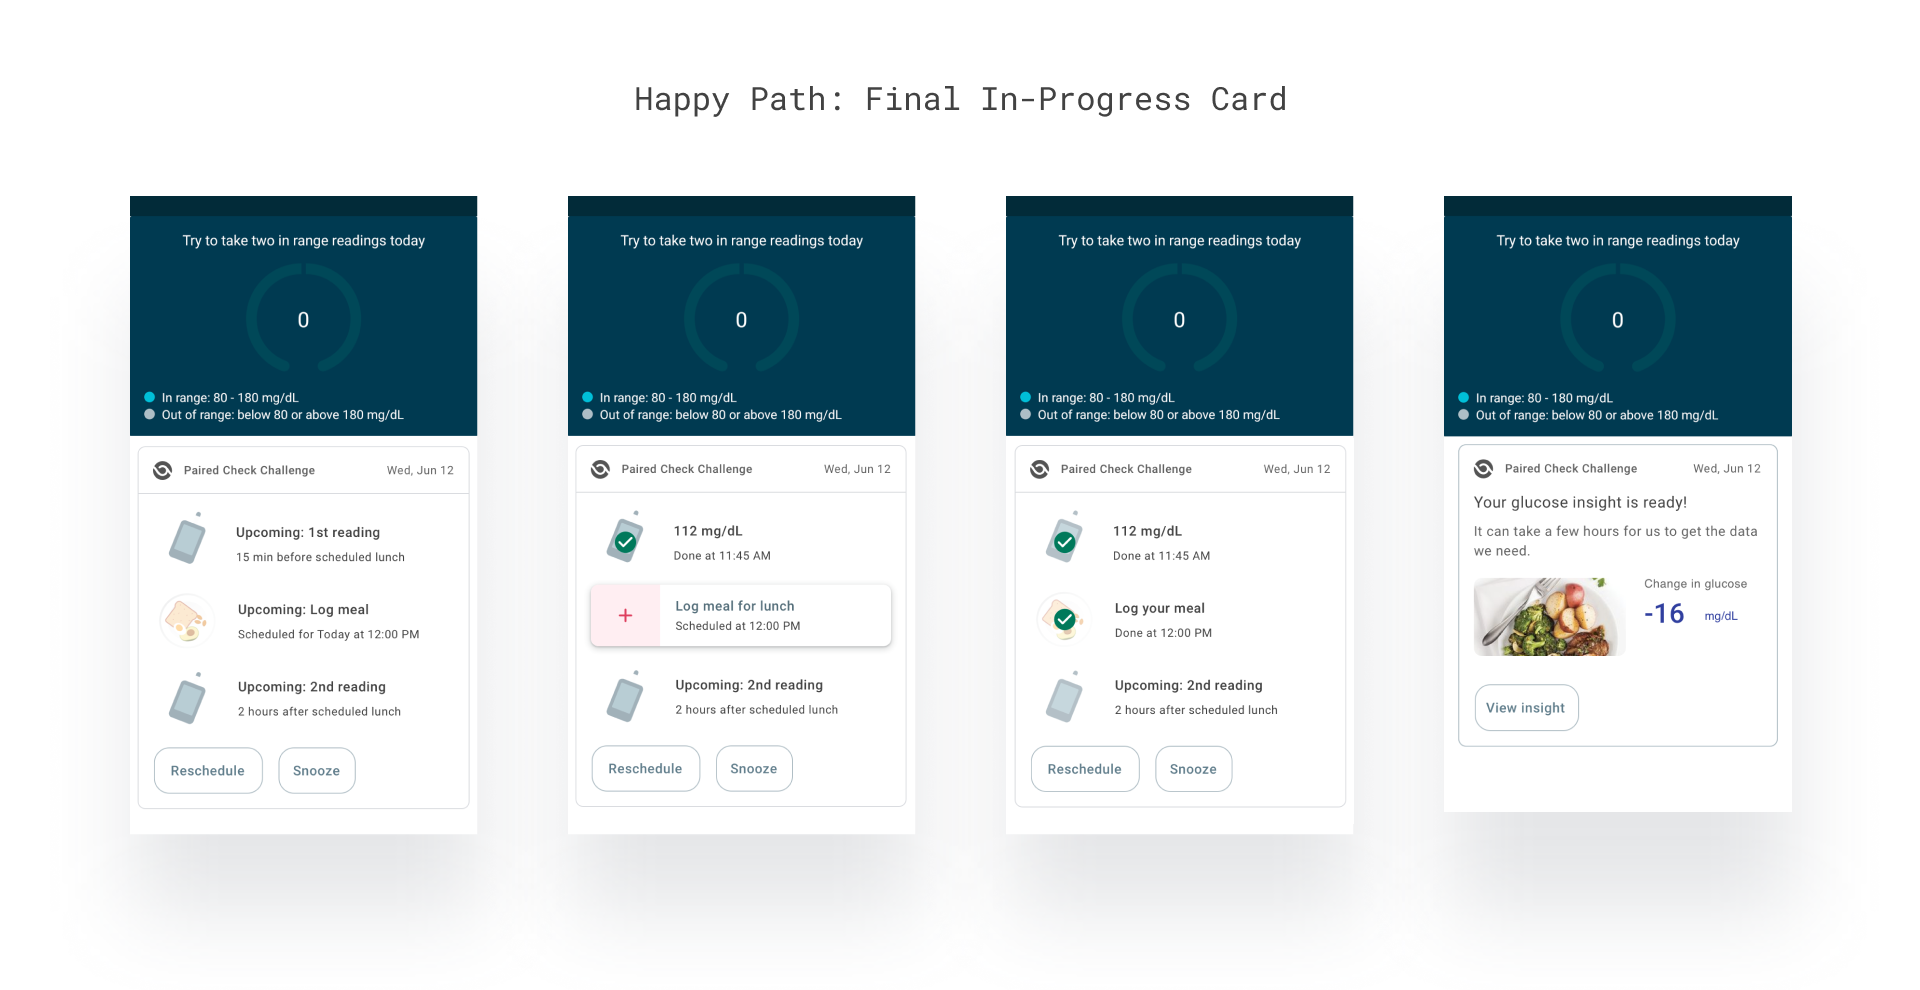 Happy Path: Final In-Progress Card
Try to take two in range readings today
0
In range: 80 - 180 mg/dL
Out of range: below 80 or above 180 mg/dL
Paired Check Challenge
Wed, Jun 12
Upcoming: 1st reading
15 min before scheduled lunch
Upcoming: Log meal
Scheduled for Today at 12:00 PM
Upcoming: 2nd reading
2 hours after scheduled lunch
Reschedule
Snooze
Try to take two in range readings today
0
In range: 80 - 180 mg/dL
Out of range: below 80 or above 180 mg/dL
Paired Check Challenge
Wed, Jun 12
112 mg/dL
Done at 11:45 AM
Log meal for lunch
Scheduled at 12:00 PM
Upcoming: 2nd reading
2 hours after scheduled lunch
Reschedule
Snooze
Try to take two in range readings today
0
In range: 80 - 180 mg/dL
Out of range: below 80 or above 180 mg/dL
Paired Check Challenge
Wed, Jun 12
112 mg/dL
Done at 11:45 AM
Log your meal
Done at 12:00 PM
Upcoming: 2nd reading
2 hours after scheduled lunch
Reschedule
Snooze
Try to take two in range readings today
0
In range: 80 - 180 mg/dL
Out of range: below 80 or above 180 mg/dL
Paired Check Challenge
Wed, Jun 12
Your glucose insight is ready!
It can take a few hours for us to get the data
we need.
Change in glucose
-16 mg/dL
View insight